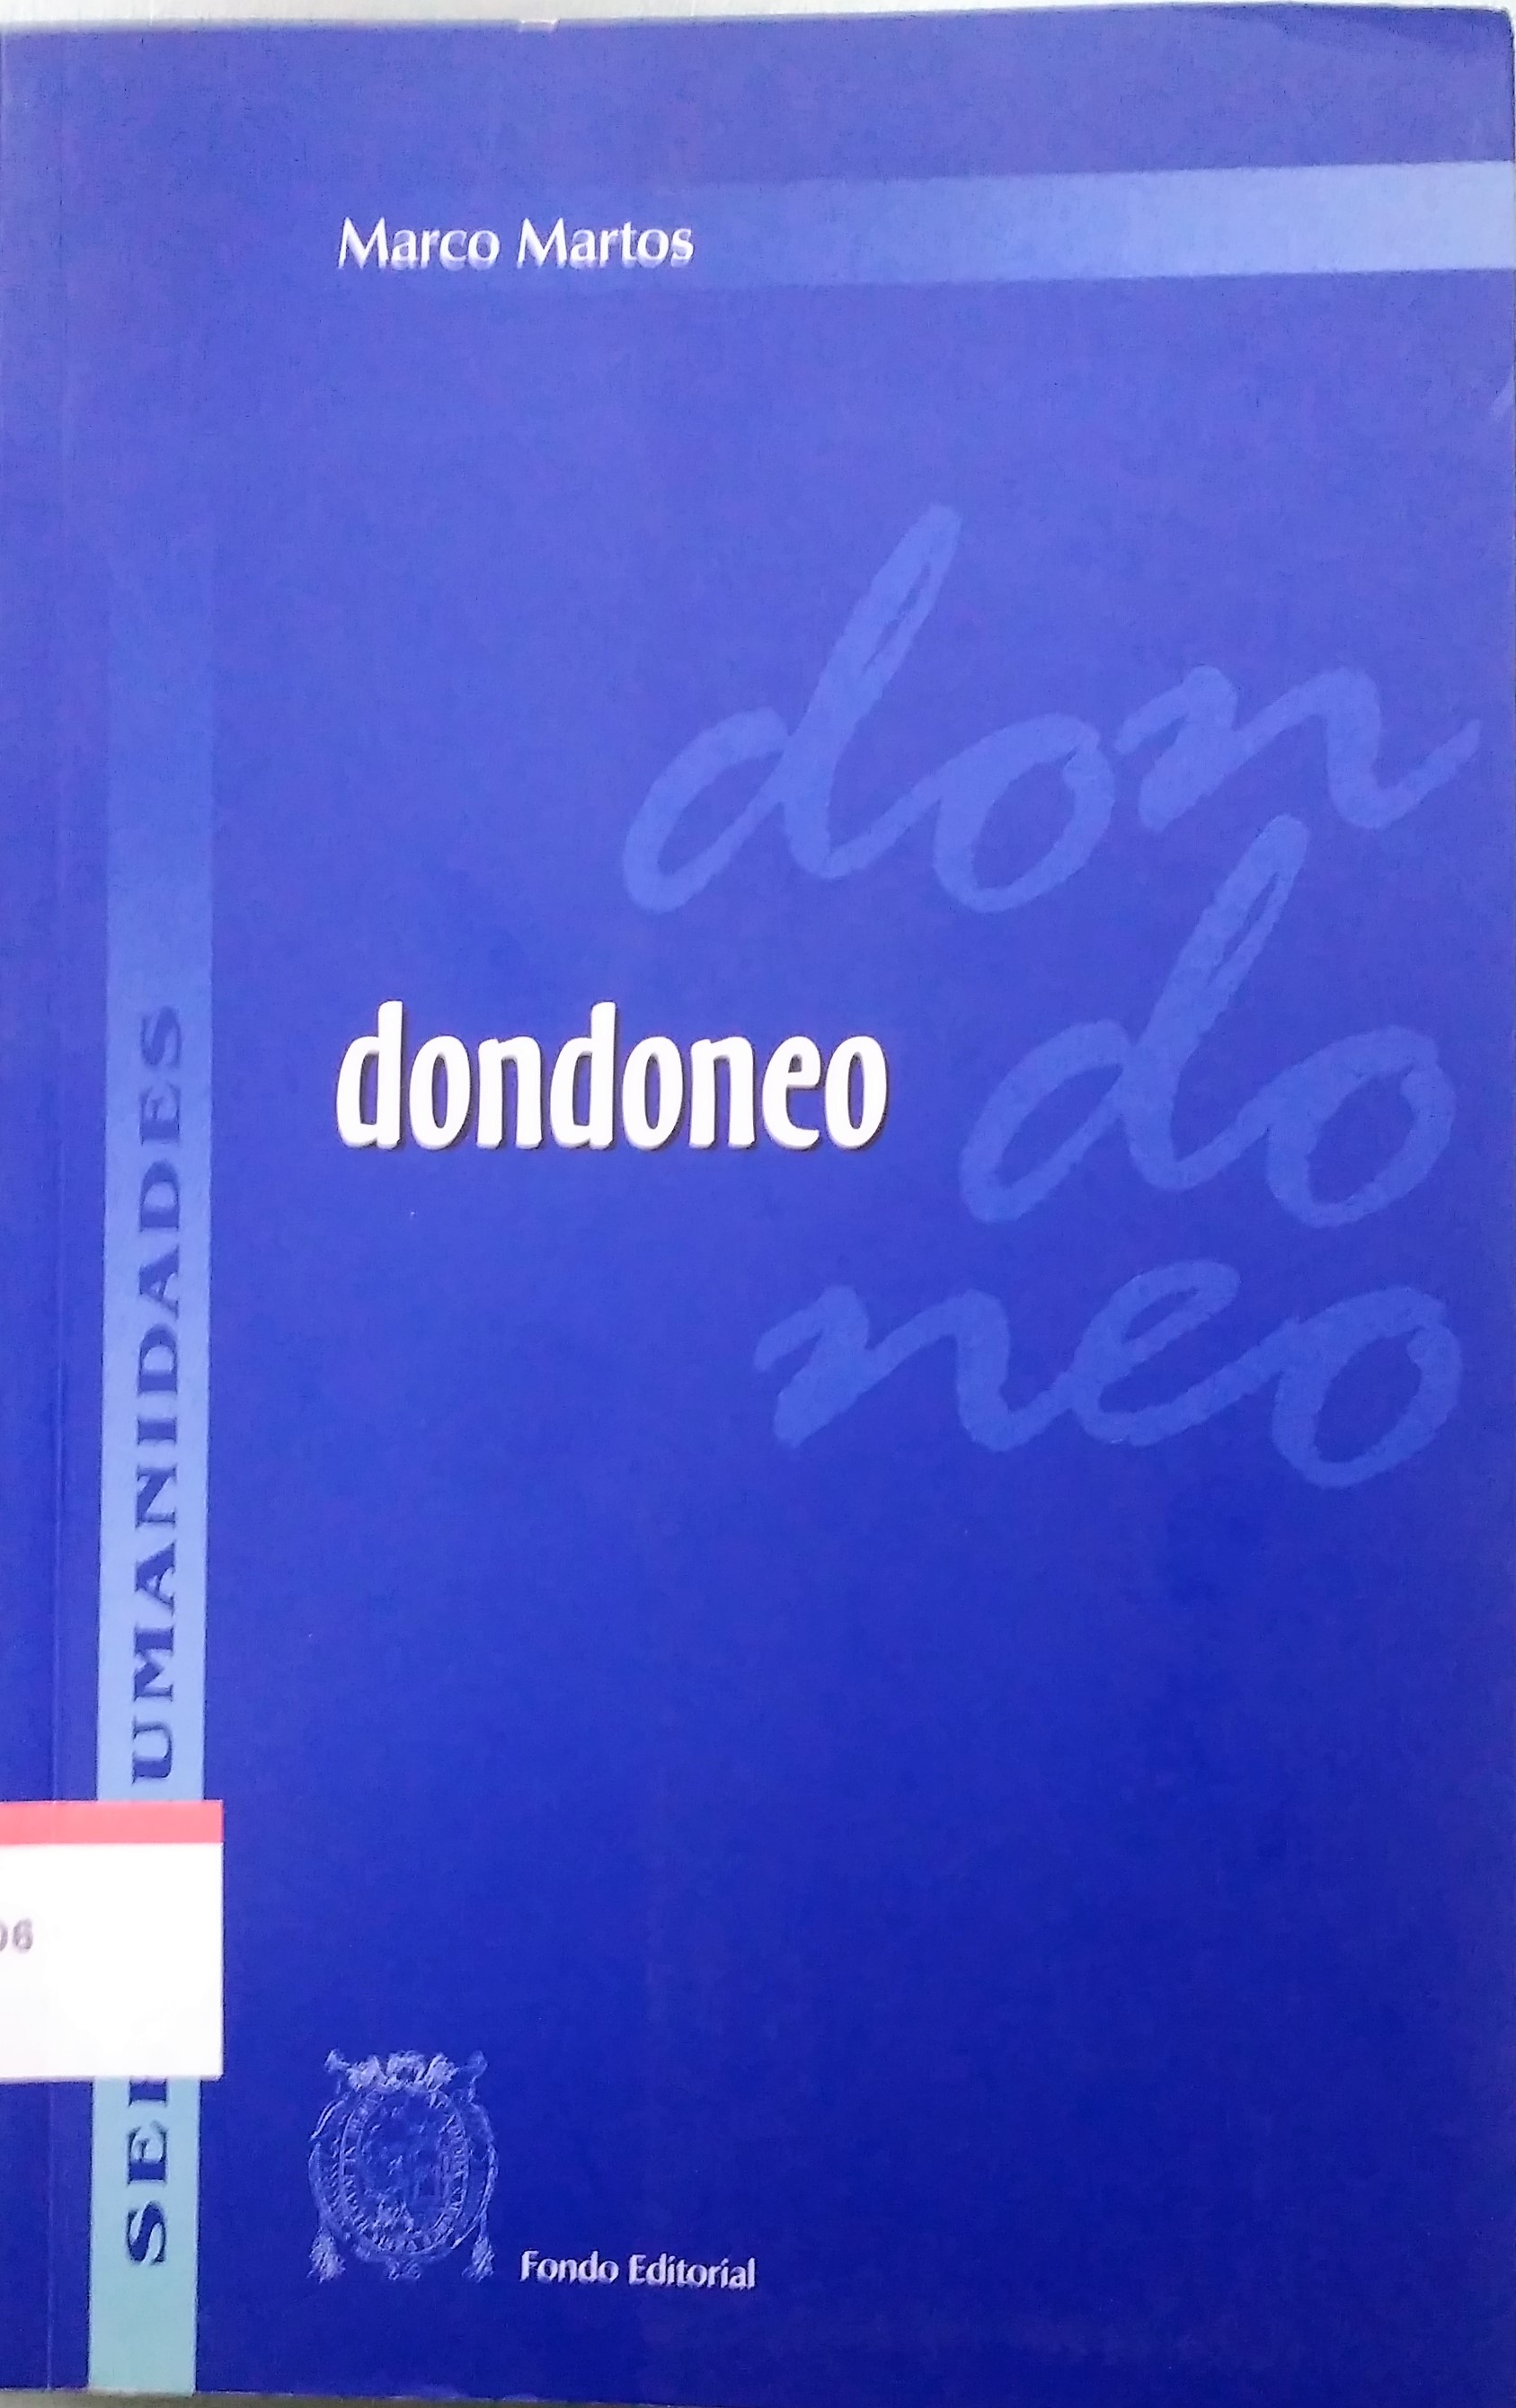 Marco Martos
don
do
neo
dondoneo
UMANIDADES
SE
06
Fondo Editorial